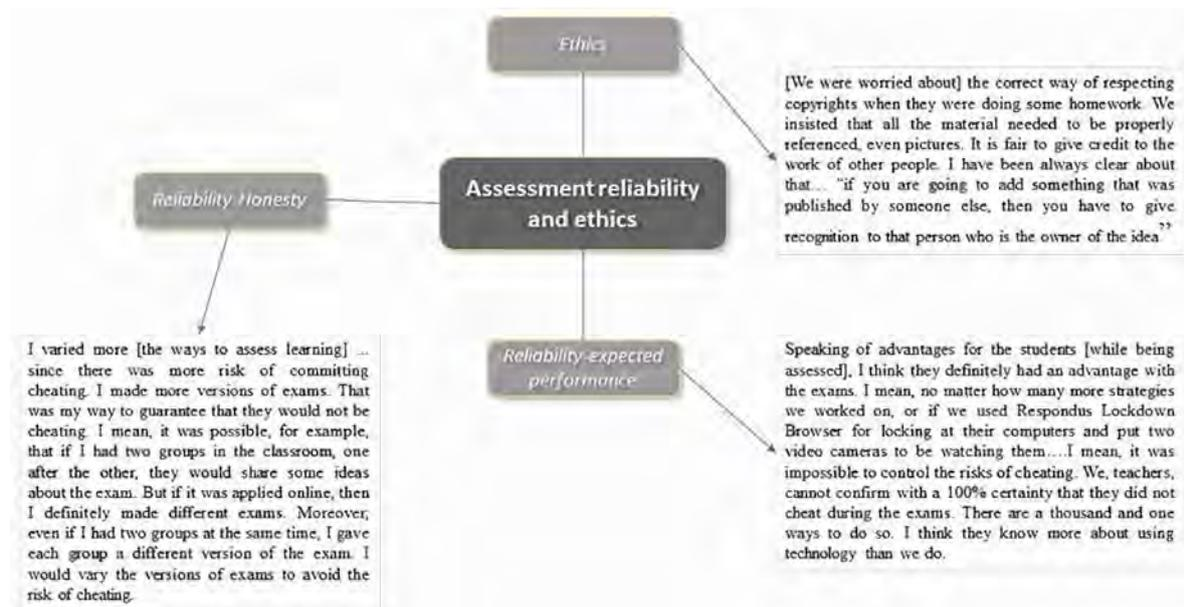 Ethics
[We were worried about] the correct way of respecting
copyrights when they were doing some homework. We
insisted that all the material needed to be properly
referenced, even pictures. It is fair to give credit to the
work of other people. I have been always clear about
that... "if you are going to add something that was
published by someone else, then you have to give
recognition to that person who is the owner of the idea"
Assessment reliability
and ethics
Reliability-Honesty
I varied more [the ways to assess learning] ...
since there was more risk of committing
cheating. I made more versions of exams. That
was my way to guarantee that they would not be
cheating. I mean, it was possible, for example,
that if I had two groups in the classroom, one
after the other, they would share some ideas
about the exam. But if it was applied online, then
I definitely made different exams. Moreover,
even if I had two groups at the same time, I gave
each group a different version of the exam. I
would vary the versions of exams to avoid the
risk of cheating.
Reliability-expected
performance
Speaking of advantages for the students [while being
assessed], I think they definitely had an advantage with
the exams. I mean, no matter how many more strategies
we worked on, or if we used Respondus Lockdown
Browser for locking at their computers and put two
video cameras to be watching them....I mean, it was
impossible to control the risks of cheating. We, teachers,
cannot confirm with a 100% certainty that they did not
cheat during the exams. There are a thousand and one
ways to do so. I think they know more about using
technology than we do.